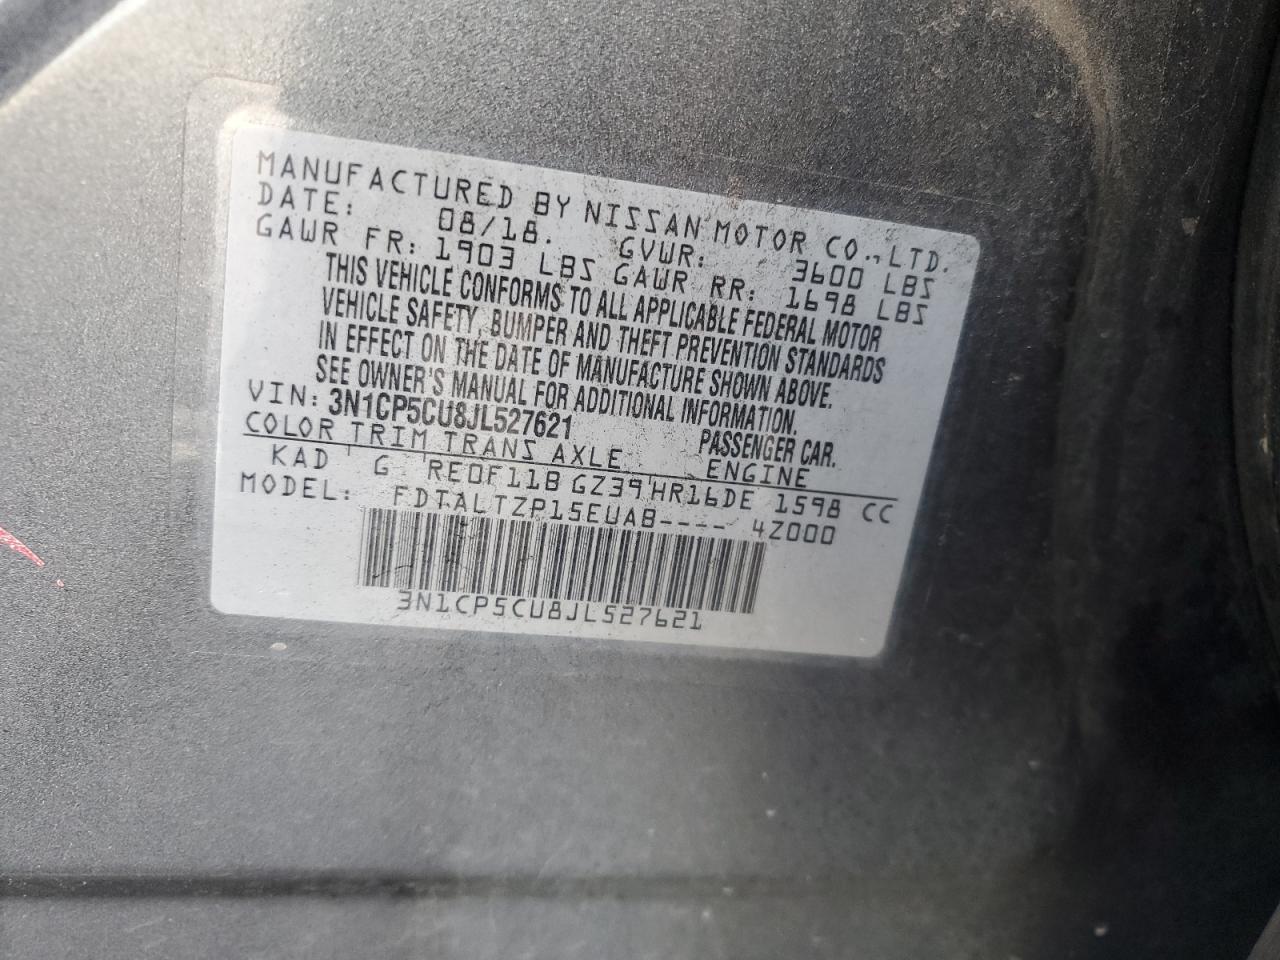 MANUFACTURED BY NISSAN MOTOR CO., LTD.
DATE: 08/18. GVWR: 3600 LBS
GAWR FR: 1903 LBS GAWR RR: 1698 LBS
THIS VEHICLE CONFORMS TO ALL APPLICABLE FEDERAL MOTOR
VEHICLE SAFETY, BUMPER AND THEFT PREVENTION STANDARDS
IN EFFECT ON THE DATE OF MANUFACTURE SHOWN ABOVE.
SEE OWNER'S MANUAL FOR ADDITIONAL INFORMATION.
VIN: 3N1CP5CU8JL527621 PASSENGER CAR.
COLOR TRIM TRANS AXLE ENGINE
KAD G RE0F11B GZ39 HR16DE 1598 CC
MODEL: FDTALTZP15EUAB---- 4Z000
3N1CP5CU8JL527621